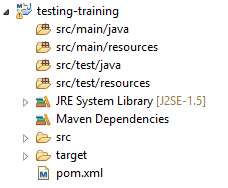 testing-training
src/main/java
src/main/resources
src/test/java
src/test/resources
JRE System Library [J2SE-1.5]
Maven Dependencies
src
target
pom.xml